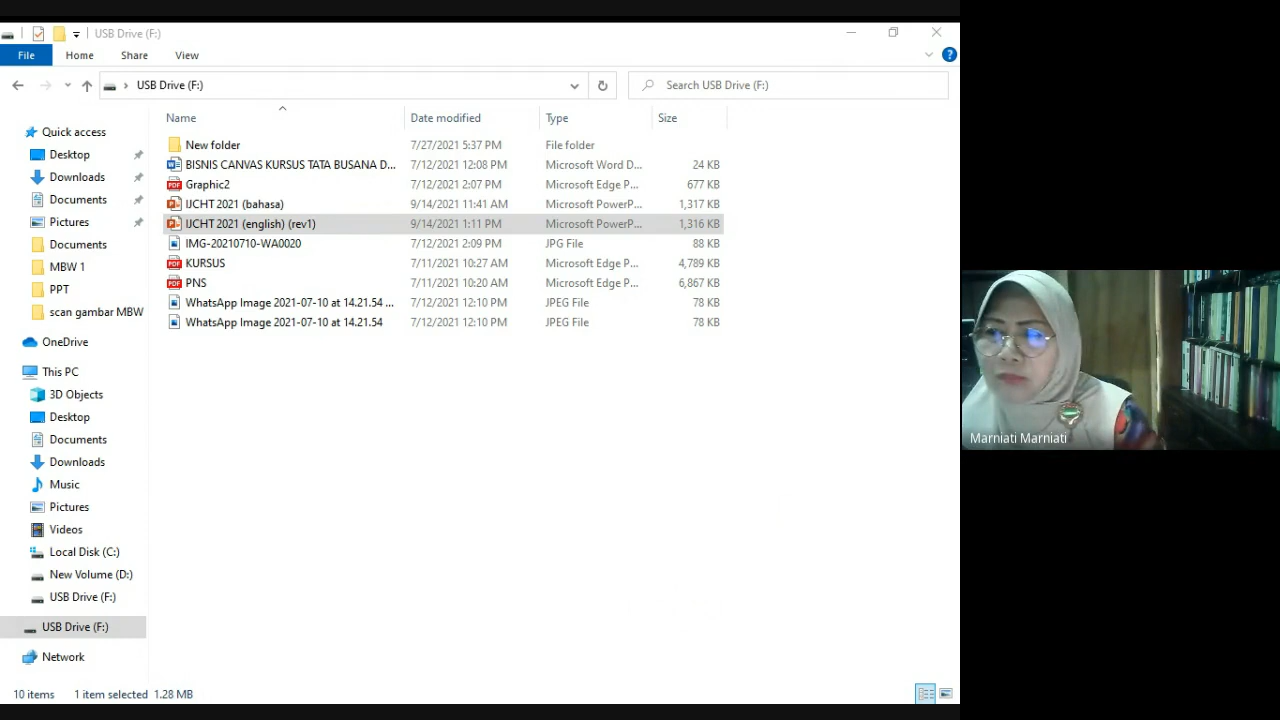 USB Drive (F:)
File Home Share View
USB Drive (F:) Search USB Drive (F:)
Name Date modified Type Size
Quick access
Desktop
Downloads
Documents
Pictures
Documents
MBW 1
PPT
scan gambar MBW
OneDrive
This PC
3D Objects
Desktop
Documents
Downloads
Music
Pictures
Videos
Local Disk (C:)
New Volume (D:)
USB Drive (F:)
USB Drive (F:)
Network
New folder 7/27/2021 5:37 PM File folder
BISNIS CANVAS KURSUS TATA BUSANA D... 7/12/2021 12:08 PM Microsoft Word D... 24 KB
Graphic2 7/12/2021 2:07 PM Microsoft Edge P... 677 KB
IJCHT 2021 (bahasa) 9/14/2021 11:41 AM Microsoft PowerP... 1,317 KB
IJCHT 2021 (english) (rev1) 9/14/2021 1:11 PM Microsoft PowerP... 1,316 KB
IMG-20210710-WA0020 7/12/2021 2:09 PM JPG File 88 KB
KURSUS 7/11/2021 10:27 AM Microsoft Edge P... 4,789 KB
PNS 7/11/2021 10:20 AM Microsoft Edge P... 6,867 KB
WhatsApp Image 2021-07-10 at 14.21.54 ... 7/12/2021 12:10 PM JPEG File 78 KB
WhatsApp Image 2021-07-10 at 14.21.54 7/12/2021 12:10 PM JPEG File 78 KB
10 items 1 item selected 1.28 MB
Marniati Marniati